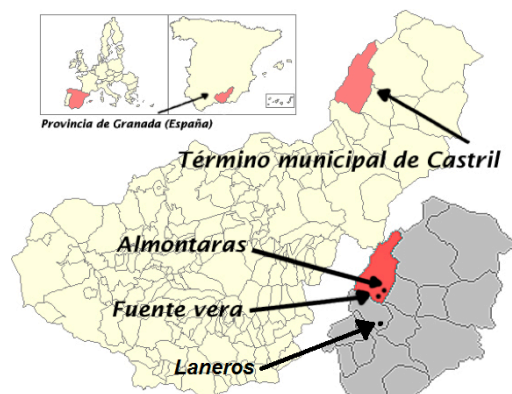 Provincia de Granada (España)
Término municipal de Castril
Almontaras
Fuente vera
Laneros